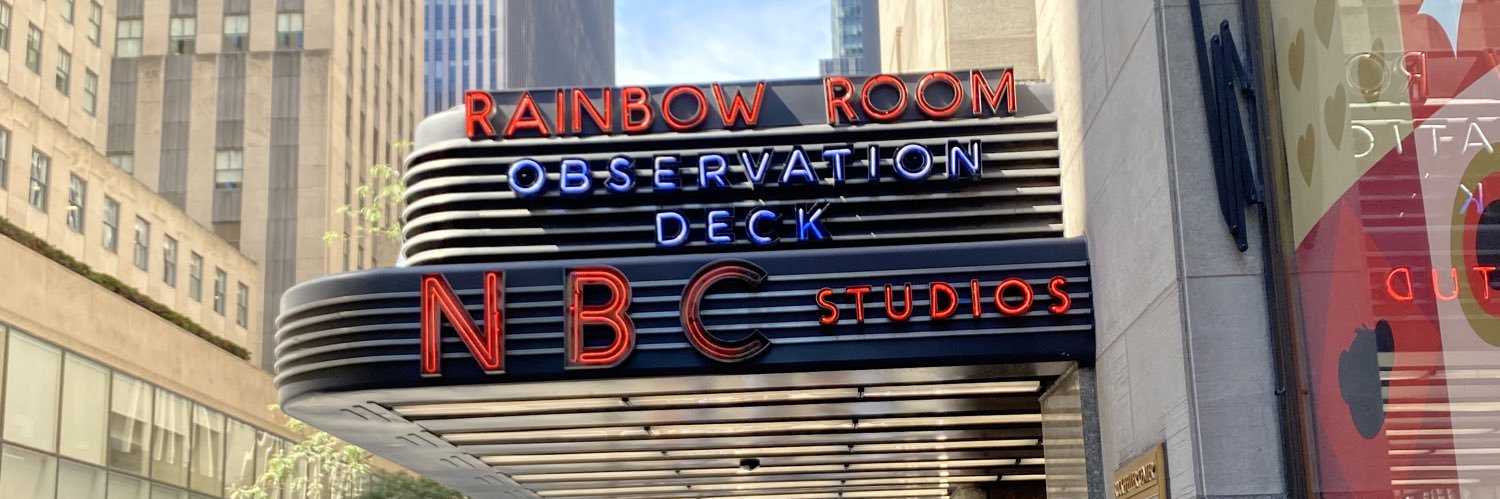 RAINBOW ROOM
OBSERVATION
DECK
NBC STUDIOS